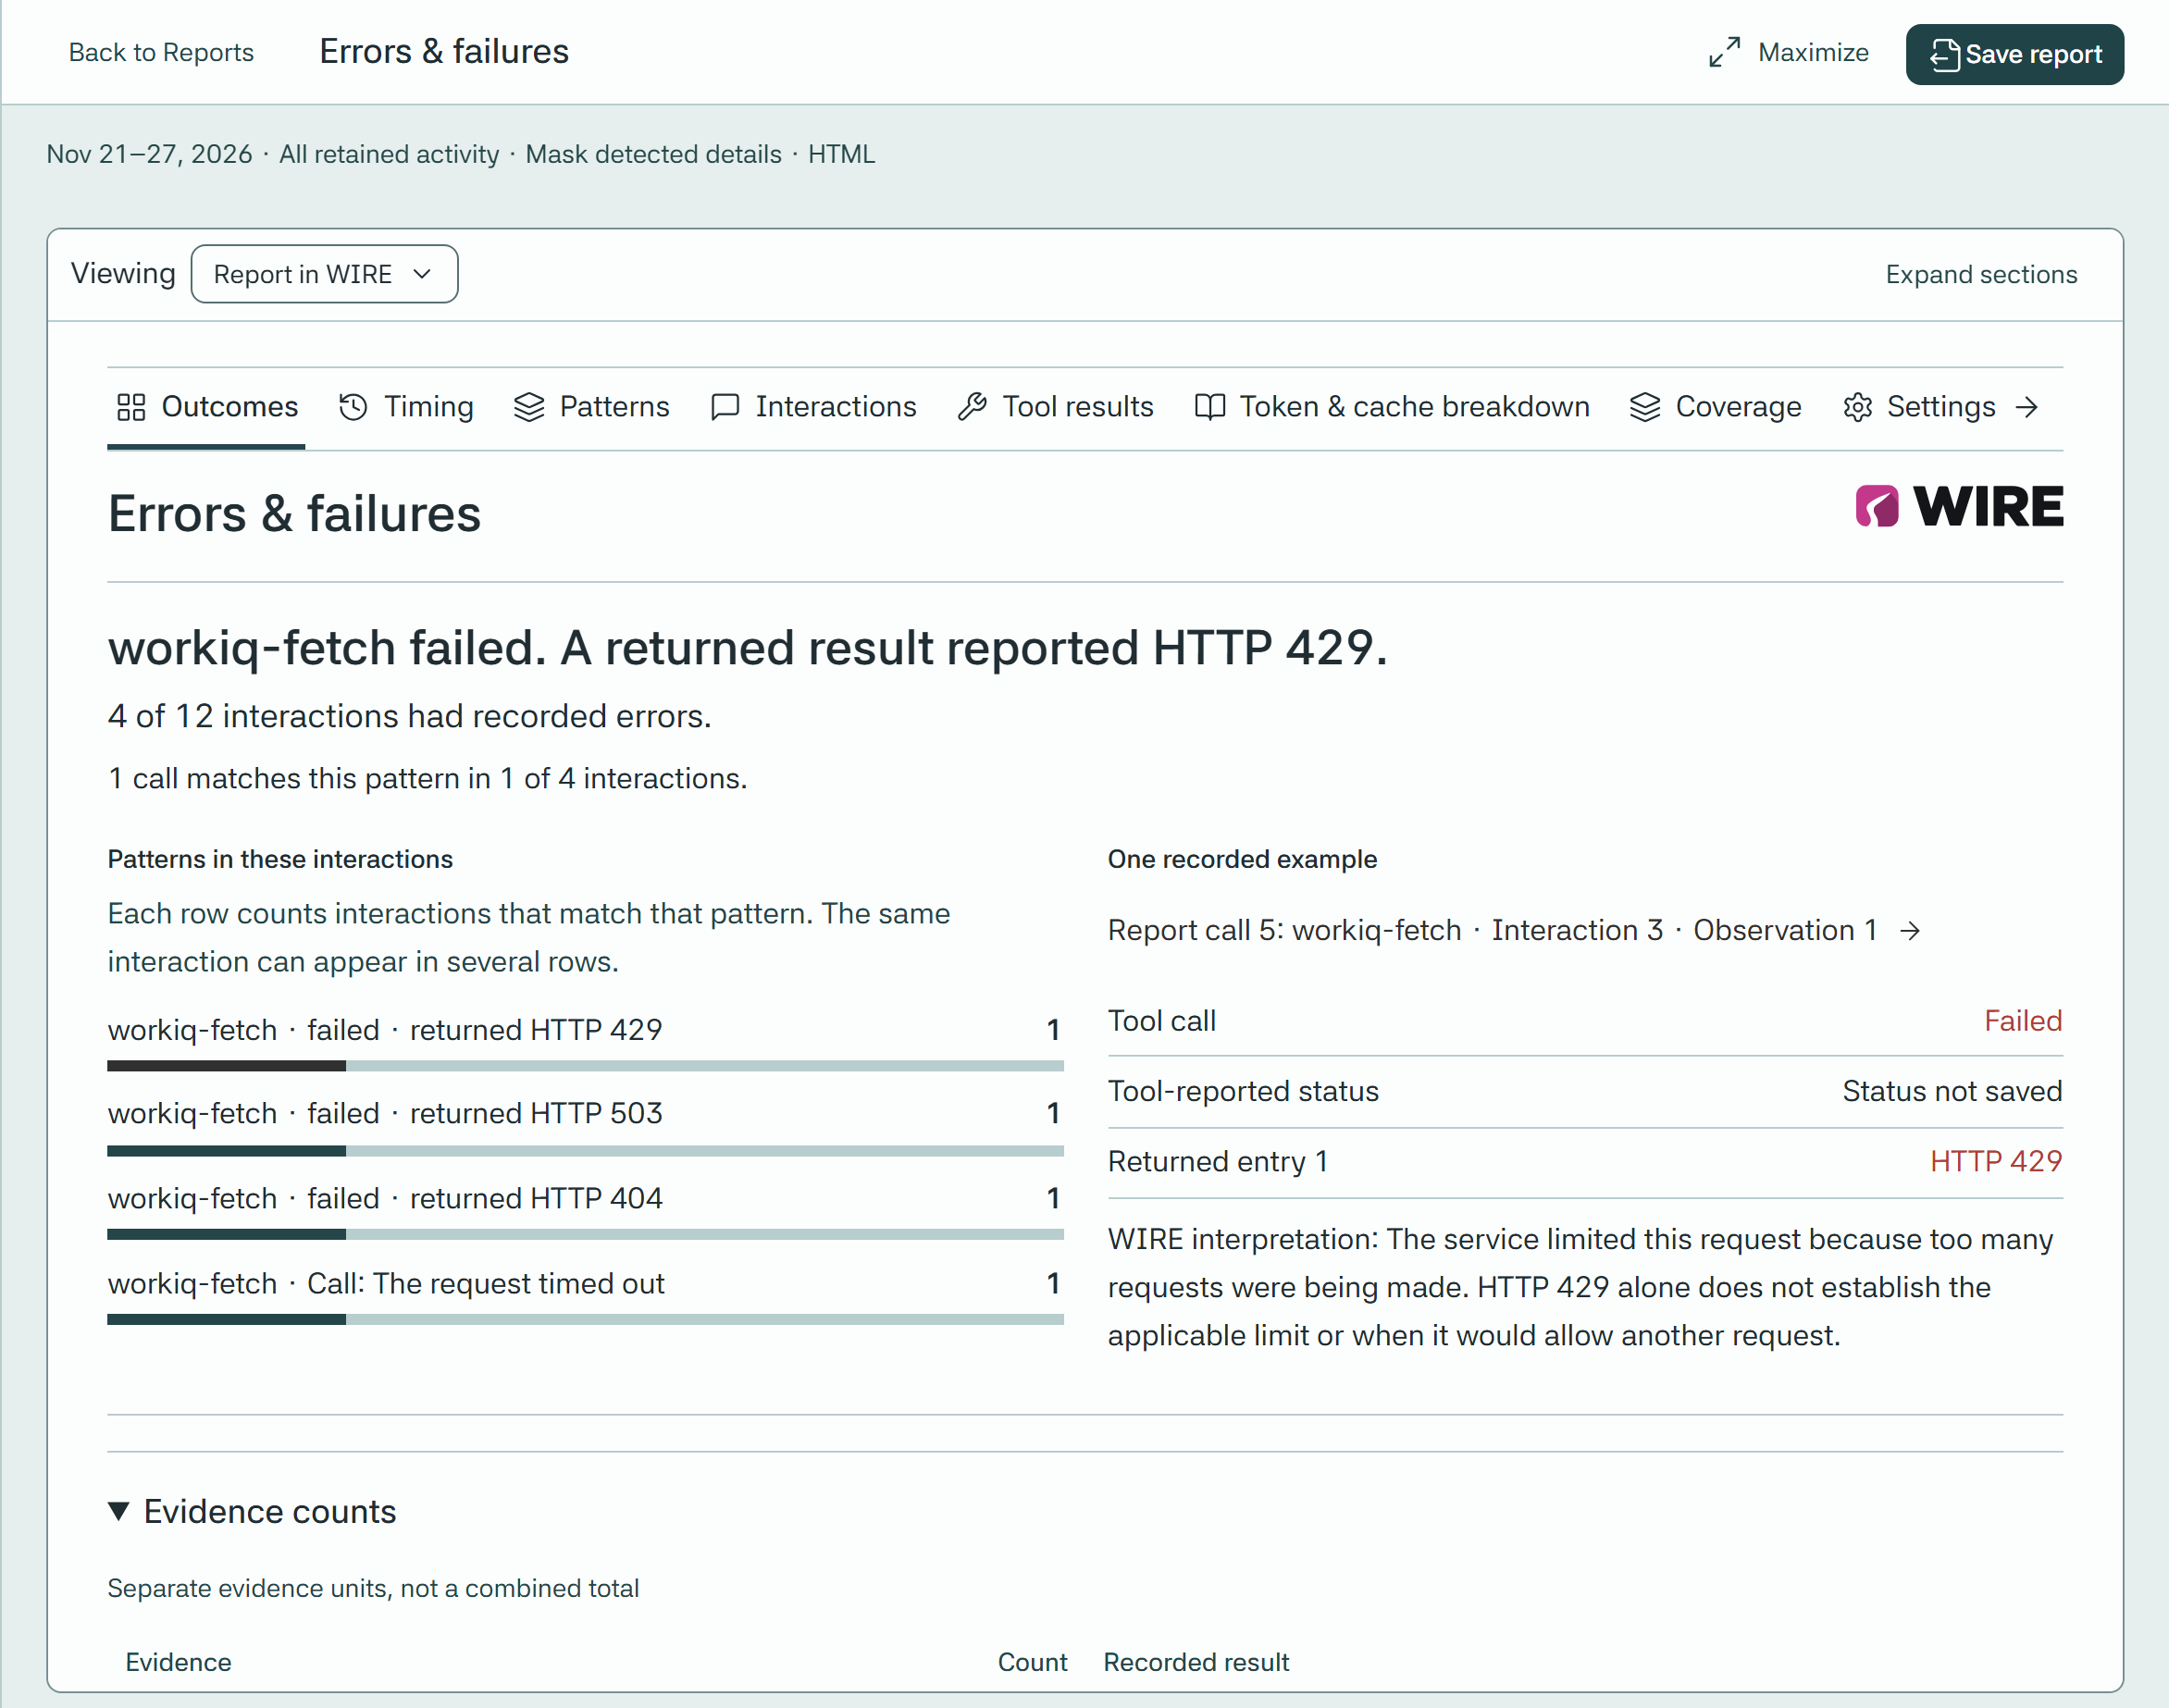 Back to Reports
Errors & failures
Maximize
Save report
Nov 21–27, 2026 · All retained activity · Mask detected details · HTML
Viewing
Report in WIRE
Expand sections
Outcomes
Timing
Patterns
Interactions
Tool results
Token & cache breakdown
Coverage
Settings
Errors & failures
WIRE
workiq-fetch failed. A returned result reported HTTP 429.
4 of 12 interactions had recorded errors.
1 call matches this pattern in 1 of 4 interactions.
Patterns in these interactions
Each row counts interactions that match that pattern. The same
interaction can appear in several rows.
workiq-fetch · failed · returned HTTP 429 1
workiq-fetch · failed · returned HTTP 503 1
workiq-fetch · failed · returned HTTP 404 1
workiq-fetch · Call: The request timed out 1
One recorded example
Report call 5: workiq-fetch · Interaction 3 · Observation 1 →
Tool call Failed
Tool-reported status Status not saved
Returned entry 1 HTTP 429
WIRE interpretation: The service limited this request because too many
requests were being made. HTTP 429 alone does not establish the
applicable limit or when it would allow another request.
Evidence counts
Separate evidence units, not a combined total
Evidence Count Recorded result